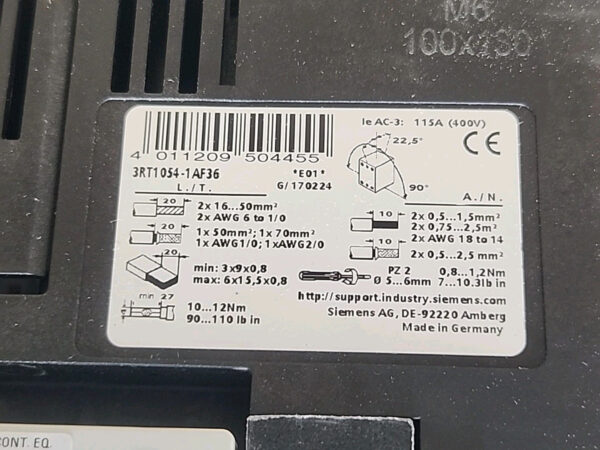 M6
100x130
Ie AC-3: 115A (400V)
22,5°
CE
4 011209 504455
3RT1054-1AF36
*E01*
G/170224
90°
L./T.
A./N.
20
2x 16...50mm²
2x AWG 6 to 1/0
10
2x 0,5...1,5mm²
2x 0,75...2,5m²
2x AWG 18 to 14
20
1x 50mm²; 1x 70mm²
1xAWG1/0; 1xAWG2/0
10
2x 0,5...2,5 mm²
20
min: 3x9x0,8
max: 6x15,5x0,8
PZ 2
Ø 5...6mm
0,8...1,2Nm
7...10.3lb in
min 27
10...12Nm
90...110 lb in
http://support.industry.siemens.com
Siemens AG, DE-92220 Amberg
Made in Germany
CONT. EQ.